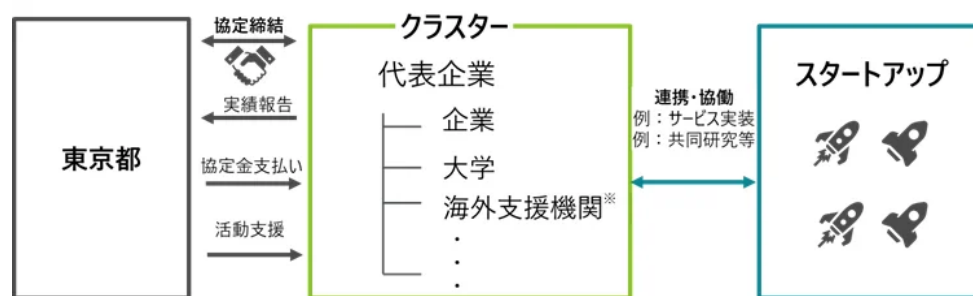 東京都
協定締結
実績報告
協定金支払い
活動支援
クラスター
代表企業
企業
大学
海外支援機関※
・
・
・
連携・協働
例：サービス実装
例：共同研究等
スタートアップ